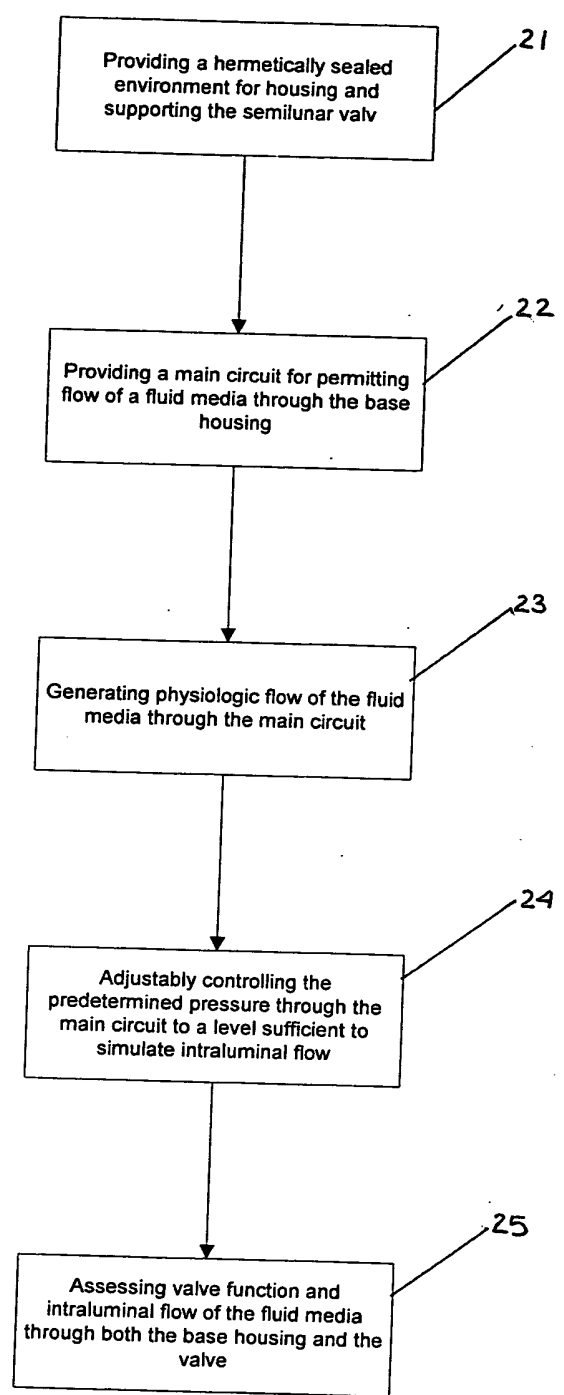 21
Providing a hermetically sealed
environment for housing and
supporting the semilunar valv
22
Providing a main circuit for permitting
flow of a fluid media through the base
housing
23
Generating physiologic flow of the fluid
media through the main circuit
24
Adjustably controlling the
predetermined pressure through the
main circuit to a level sufficient to
simulate intraluminal flow
25
Assessing valve function and
intraluminal flow of the fluid media
through both the base housing and the
valve